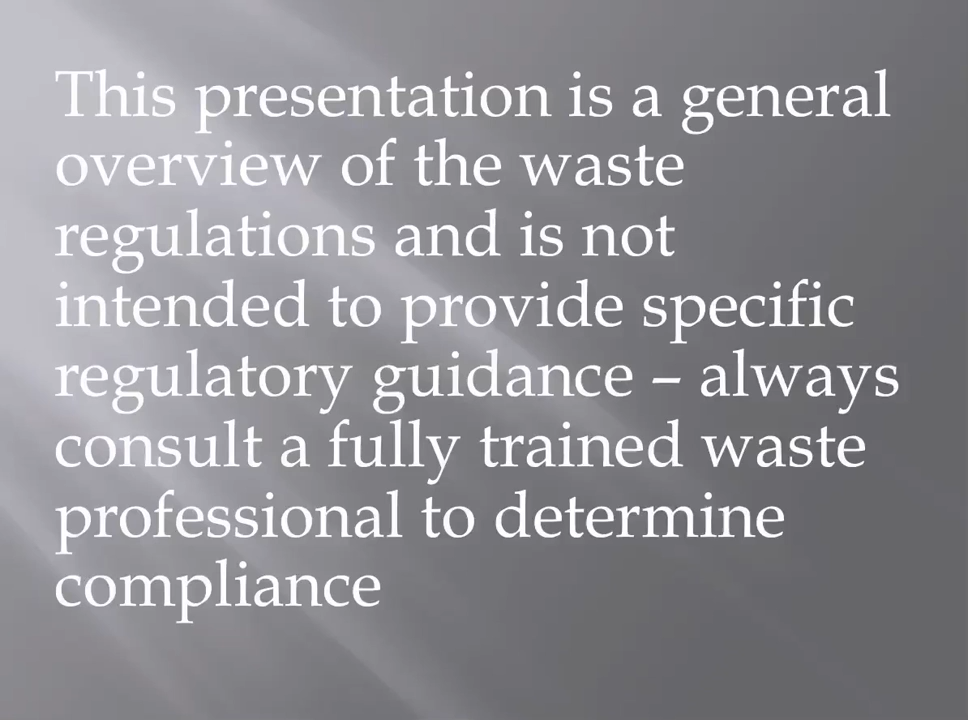 This presentation is a general
overview of the waste
regulations and is not
intended to provide specific
regulatory guidance – always
consult a fully trained waste
professional to determine
compliance